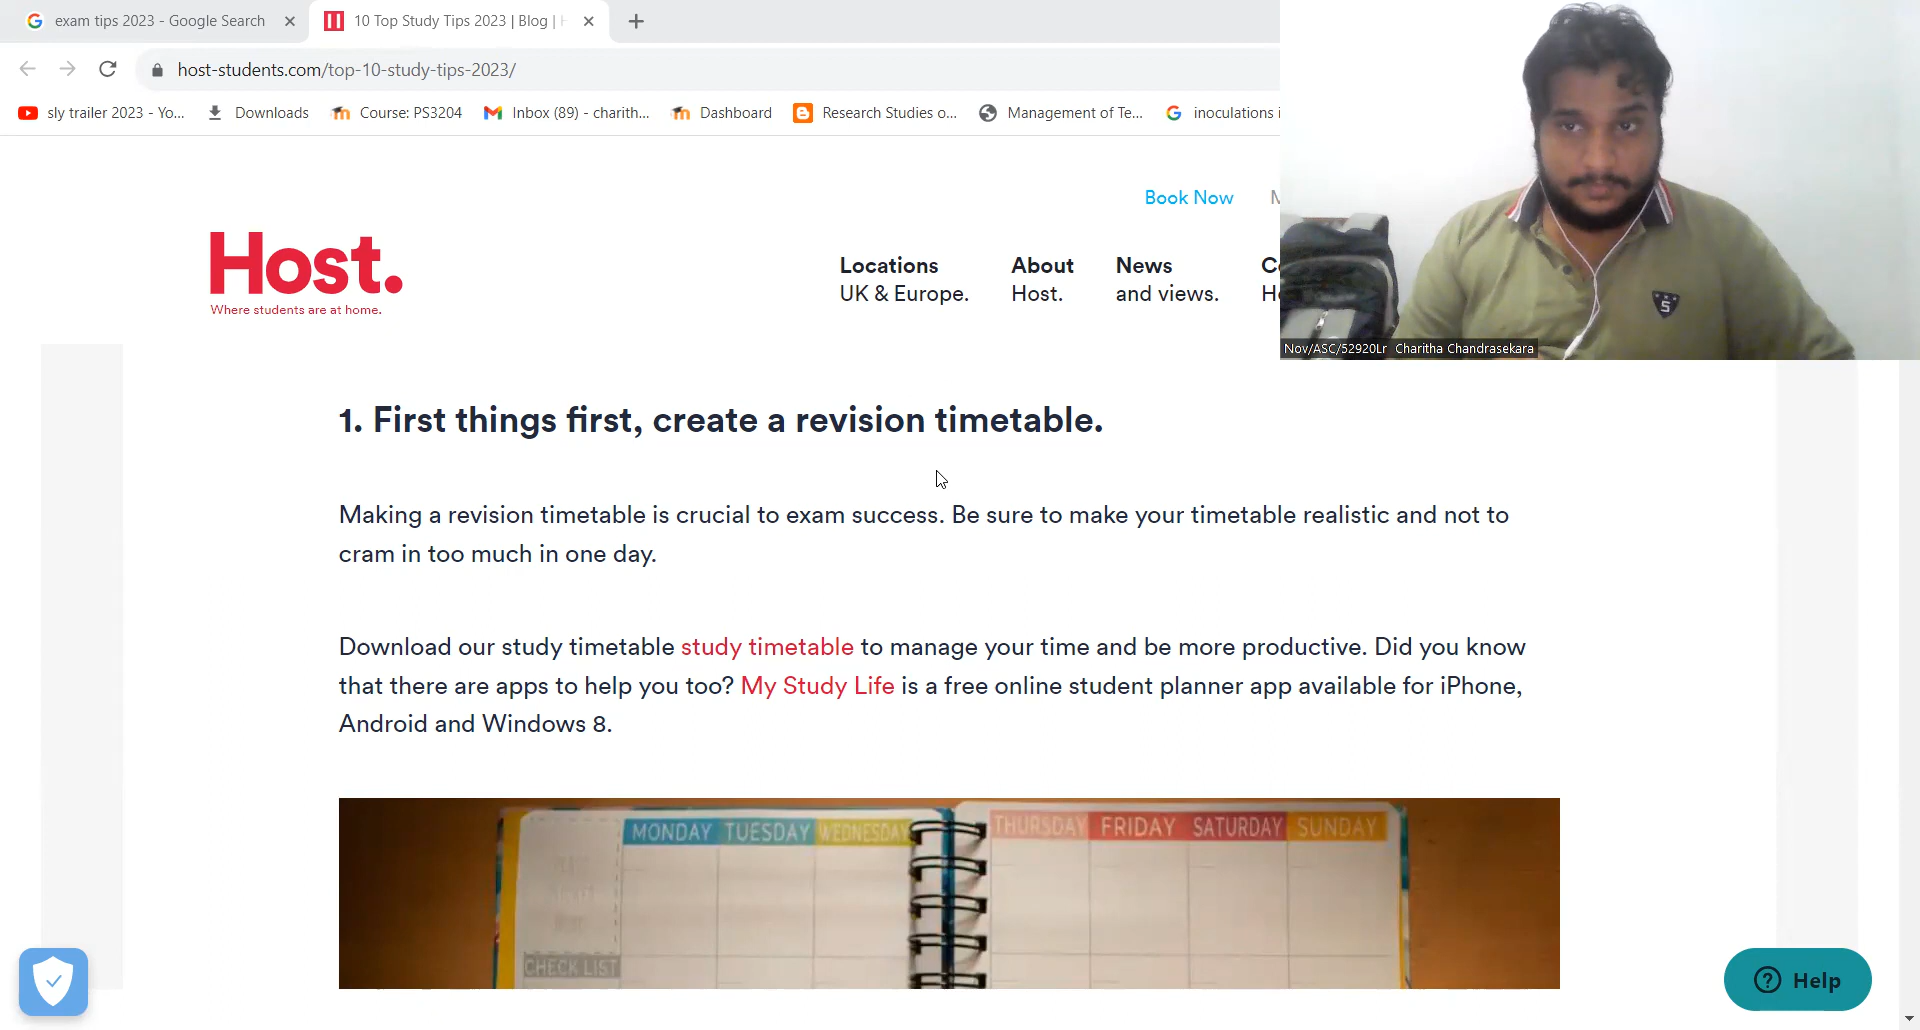 exam tips 2023 - Google Search
10 Top Study Tips 2023 | Blog |
host-students.com/top-10-study-tips-2023/
sly trailer 2023 - Yo...
Downloads
Course: PS3204
Inbox (89) - charith...
Dashboard
Research Studies o...
Management of Te...
inoculations i
Book Now
M
Host.
Where students are at home.
Locations
UK & Europe.
About
Host.
News
and views.
Nov/ASC/52920Lr Charitha Chandrasekara
S
1. First things first, create a revision timetable.
Making a revision timetable is crucial to exam success. Be sure to make your timetable realistic and not to
cram in too much in one day.
Download our study timetable study timetable to manage your time and be more productive. Did you know
that there are apps to help you too? My Study Life is a free online student planner app available for iPhone,
Android and Windows 8.
MONDAY TUESDAY WEDNESDAY THURSDAY FRIDAY SATURDAY SUNDAY
CHECK LIST
Help